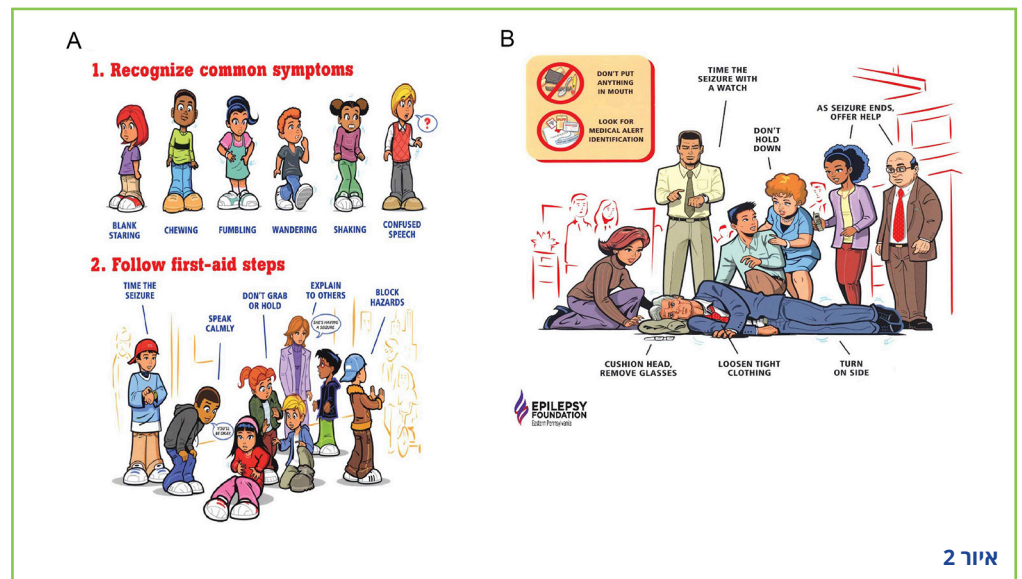 A
1. Recognize common symptoms
?
BLANK
STARING
CHEWING
FUMBLING
WANDERING
SHAKING
CONFUSED
SPEECH
2. Follow first-aid steps
TIME THE
SEIZURE
SPEAK
CALMLY
DON'T GRAB
OR HOLD
EXPLAIN
TO OTHERS
BLOCK
HAZARDS
SHE'S HAVING
A SEIZURE
YOU'LL
BE OKAY
B
DON'T PUT
ANYTHING
IN MOUTH
LOOK FOR
MEDICAL ALERT
IDENTIFICATION
TIME THE
SEIZURE WITH
A WATCH
DON'T
HOLD
DOWN
AS SEIZURE ENDS,
OFFER HELP
CUSHION HEAD,
REMOVE GLASSES
LOOSEN TIGHT
CLOTHING
TURN
ON SIDE
EPILEPSY
FOUNDATION
Eastern Pennsylvania
איור 2